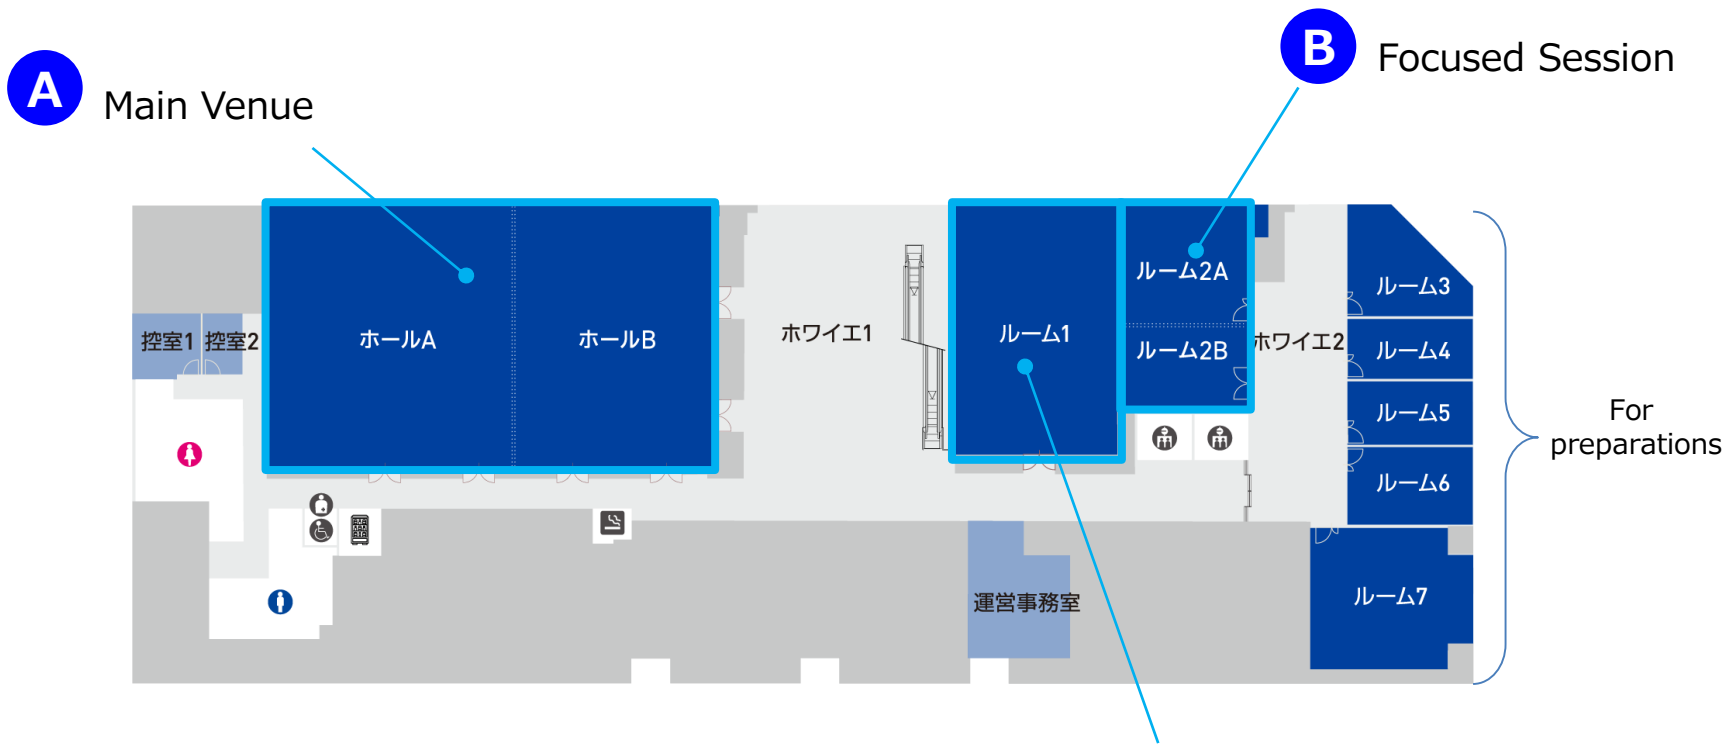 B
Focused Session
A
Main Venue
ルーム2A
ルーム3
控室1
控室2
ホールA
ホールB
ホワイエ1
ルーム1
ルーム2B
ホワイエ2
ルーム4
ルーム5
For
preparations
ルーム6
運営事務室
ルーム7